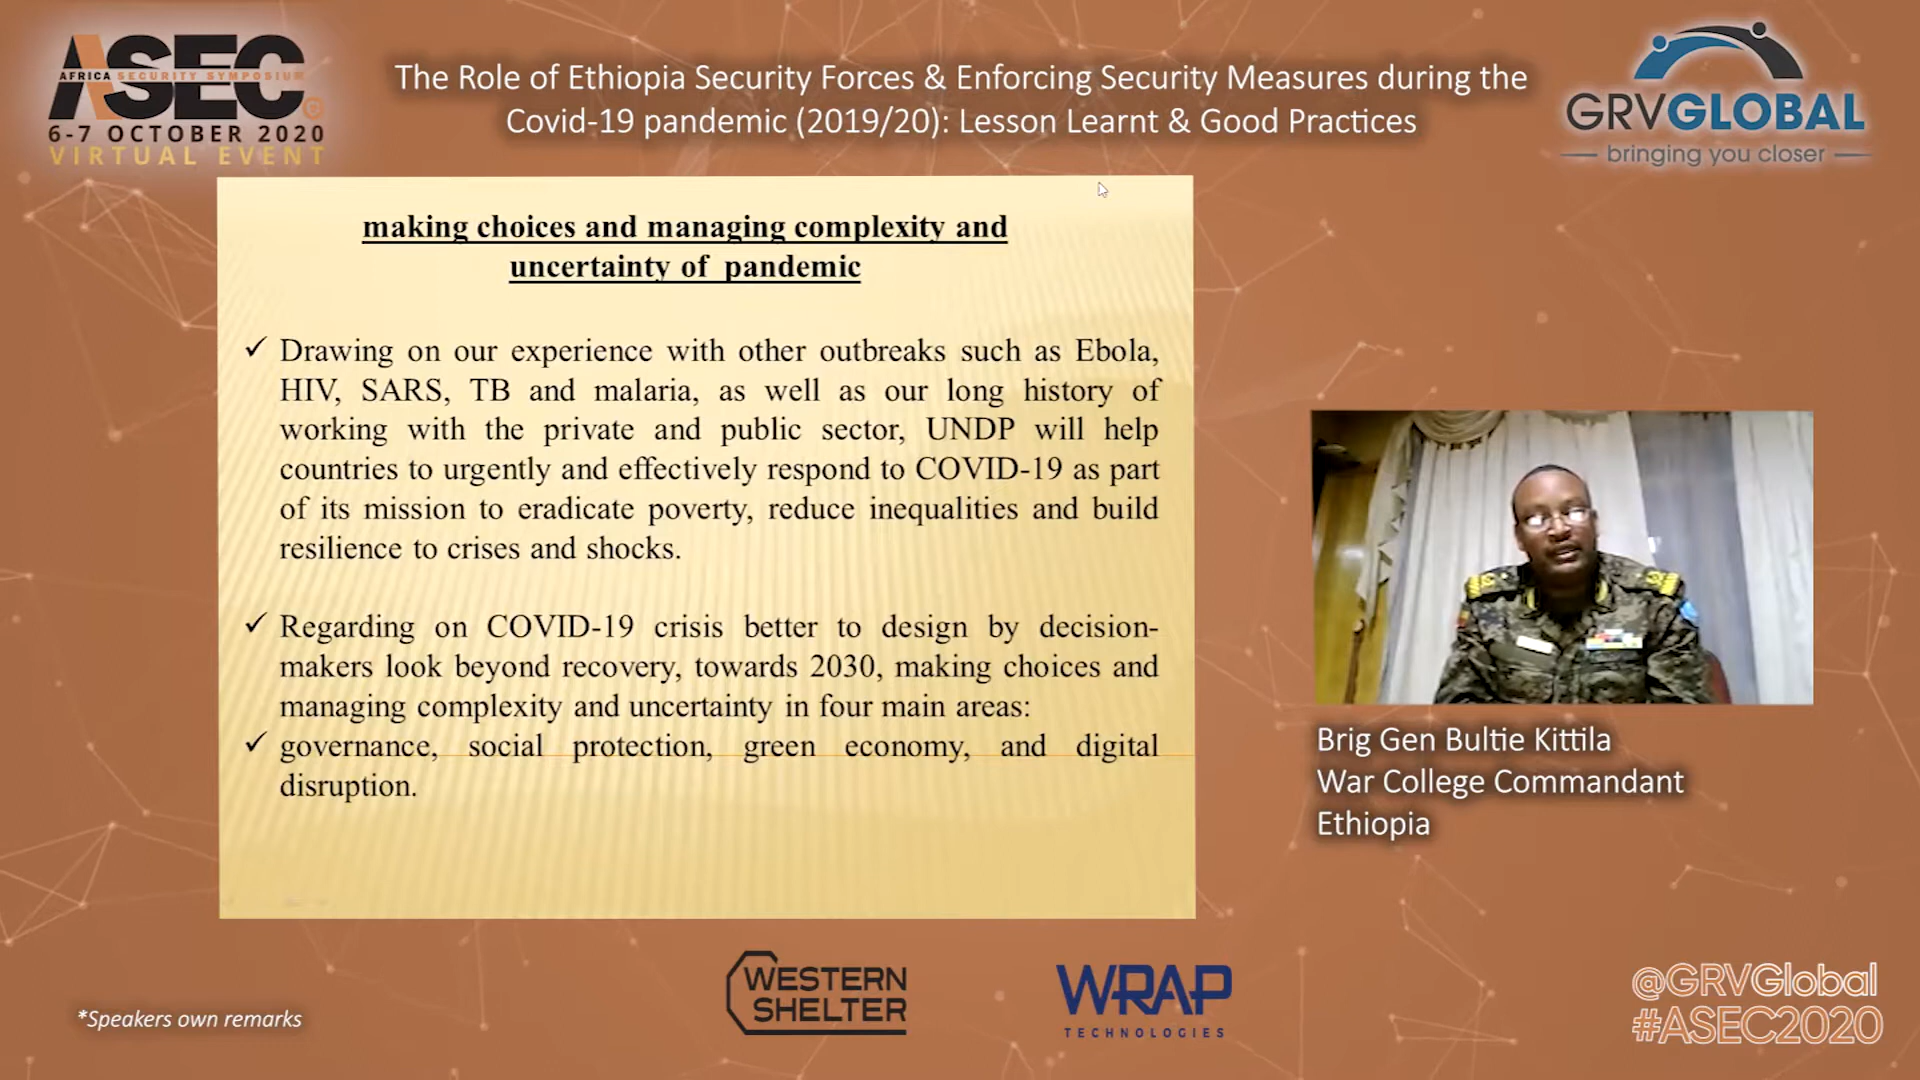 ASEC
AFRICA SECURITY SYMPOSIUM
6-7 OCTOBER 2020
VIRTUAL EVENT
The Role of Ethiopia Security Forces & Enforcing Security Measures during the
Covid-19 pandemic (2019/20): Lesson Learnt & Good Practices
GRVGLOBAL
bringing you closer
making choices and managing complexity and
uncertainty of pandemic
✓ Drawing on our experience with other outbreaks such as Ebola,
HIV, SARS, TB and malaria, as well as our long history of
working with the private and public sector, UNDP will help
countries to urgently and effectively respond to COVID-19 as part
of its mission to eradicate poverty, reduce inequalities and build
resilience to crises and shocks.
✓ Regarding on COVID-19 crisis better to design by decision-
makers look beyond recovery, towards 2030, making choices and
managing complexity and uncertainty in four main areas:
✓ governance, social protection, green economy, and digital
disruption.
Brig Gen Bultie Kittila
War College Commandant
Ethiopia
*Speakers own remarks
WESTERN
SHELTER
WRAP
TECHNOLOGIES
@GRVGlobal
#ASEC2020